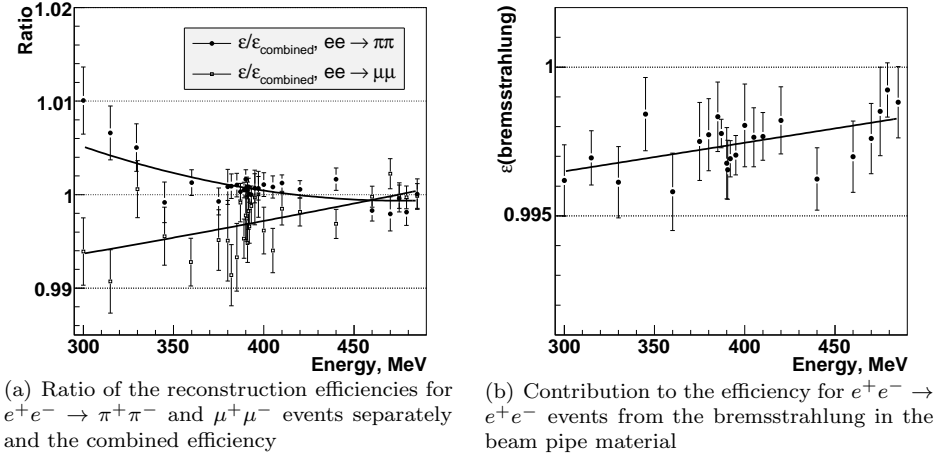 1.02
Ratio
ε/ε_combined, ee → ππ
ε/ε_combined, ee → μμ
1.01
1
0.99
300 350 400 450
Energy, MeV
(a) Ratio of the reconstruction efficiencies for
e⁺e⁻ → π⁺π⁻ and μ⁺μ⁻ events separately
and the combined efficiency
ε(bremsstrahlung)
1
0.995
300 350 400 450
Energy, MeV
(b) Contribution to the efficiency for e⁺e⁻ →
e⁺e⁻ events from the bremsstrahlung in the
beam pipe material